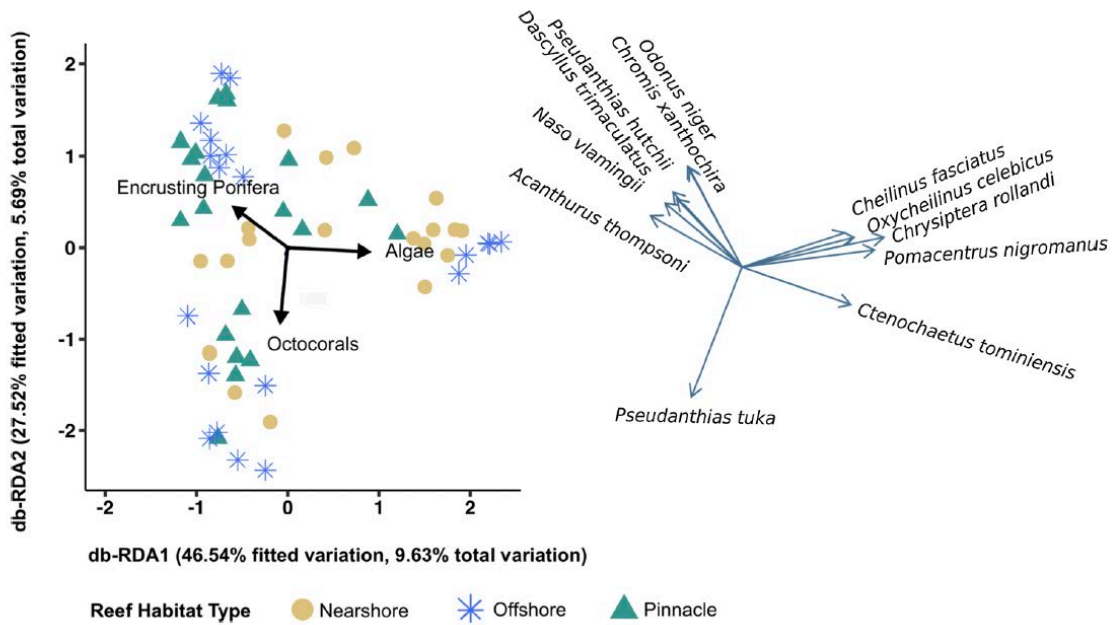 db-RDA2 (27.52% fitted variation, 5.69% total variation)
2
1
0
-1
-2
-2
-1
0
1
2
Encrusting Porifera
Algae
Octocorals
db-RDA1 (46.54% fitted variation, 9.63% total variation)
Odonus niger
Chromis xanthochira
Pseudanthias hutchii
Dascyllus trimaculatus
Naso vlamingii
Acanthurus thompsoni
Cheilinus fasciatus
Oxycheilinus celebicus
Chrysiptera rollandi
Pomacentrus nigromanus
Ctenochaetus tominiensis
Pseudanthias tuka
Reef Habitat Type
Nearshore
Offshore
Pinnacle